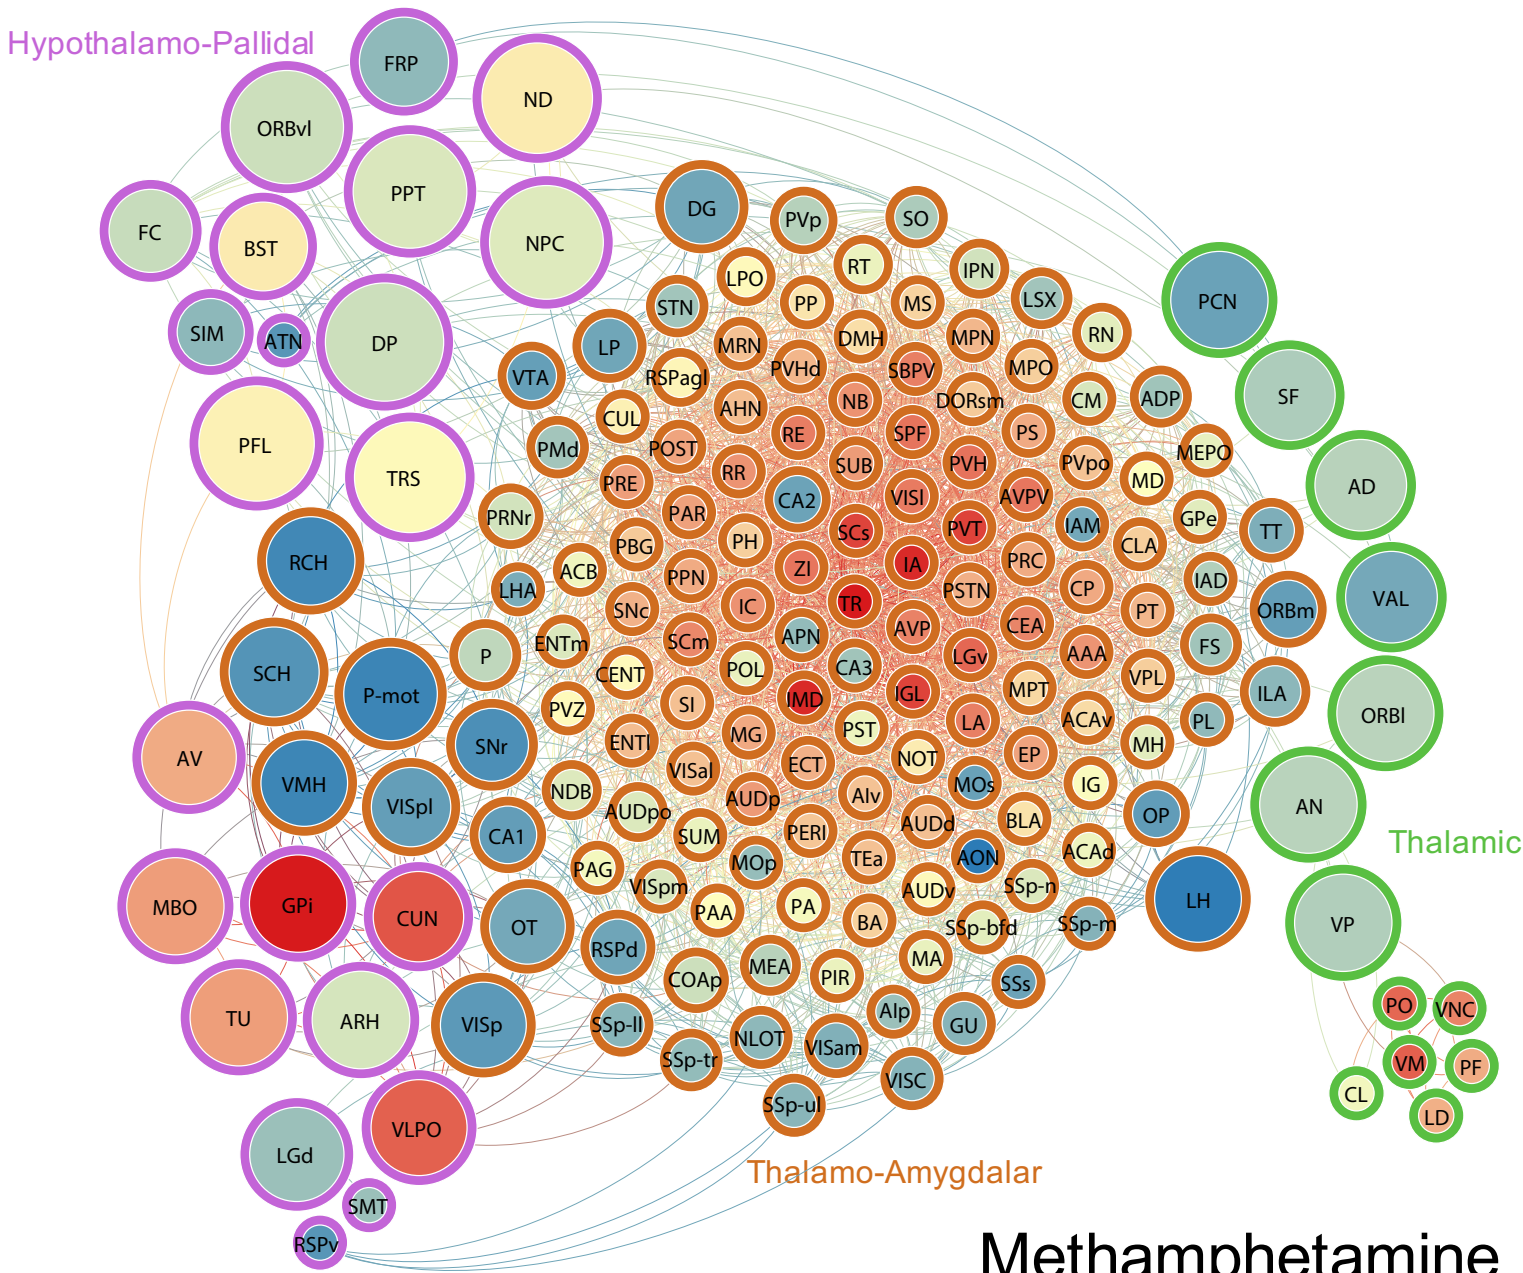 Hypothalamo-Pallidal
FRP
ND
ORBvl
PPT
FC
BST
NPC
DG
PVp
SO
SIM
ATN
DP
LPO
RT
IPN
STN
PP
MS
LSX
PCN
LP
MRN
DMH
MPN
RN
VTA
RSPagl
PVHd
SBPV
MPO
SF
CUL
AHN
NB
DORsm
CM
ADP
PFL
TRS
PMd
POST
RE
SPF
PS
MEPO
PRE
RR
SUB
PVH
PVpo
MD
AD
PRNr
PAR
CA2
VISl
AVPV
GPe
TT
RCH
PBG
PH
SCs
PVT
IAM
CLA
LHA
ACB
PPN
ZI
IA
PRC
CP
IAD
VAL
SNc
IC
TR
PSTN
PT
ORBm
SCH
P-mot
P
ENTm
SCm
APN
AVP
CEA
AAA
FS
CENT
POL
CA3
LGv
VPL
ILA
PVZ
SI
IMD
IGL
MPT
ACAv
PL
ORBl
AV
VMH
VISpl
SNr
ENTl
MG
PST
LA
MH
VISal
ECT
NOT
EP
IG
NDB
AUDp
AIv
MOs
BLA
OP
AN
CA1
AUDpo
SUM
PERI
AUDd
ACAd
Thalamic
PAG
MOp
TEa
AON
MBO
GPi
CUN
OT
VISpm
PAA
PA
AUDv
SSp-n
LH
RSPd
BA
SSp-bfd
SSp-m
VP
TU
ARH
VISp
COAp
MEA
PIR
MA
SSs
SSp-ll
NLOT
VISam
AIp
GU
PO
VNC
VM
PF
LGd
VLPO
SSp-tr
VISC
CL
LD
SSp-ul
Thalamo-Amygdalar
SMT
RSPv
Methamphetamine